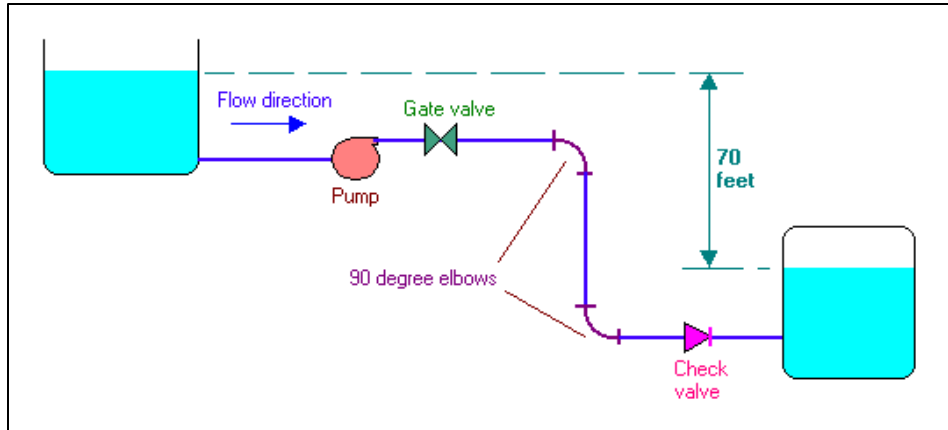 Flow direction
Gate valve
Pump
70
feet
90 degree elbows
Check
valve